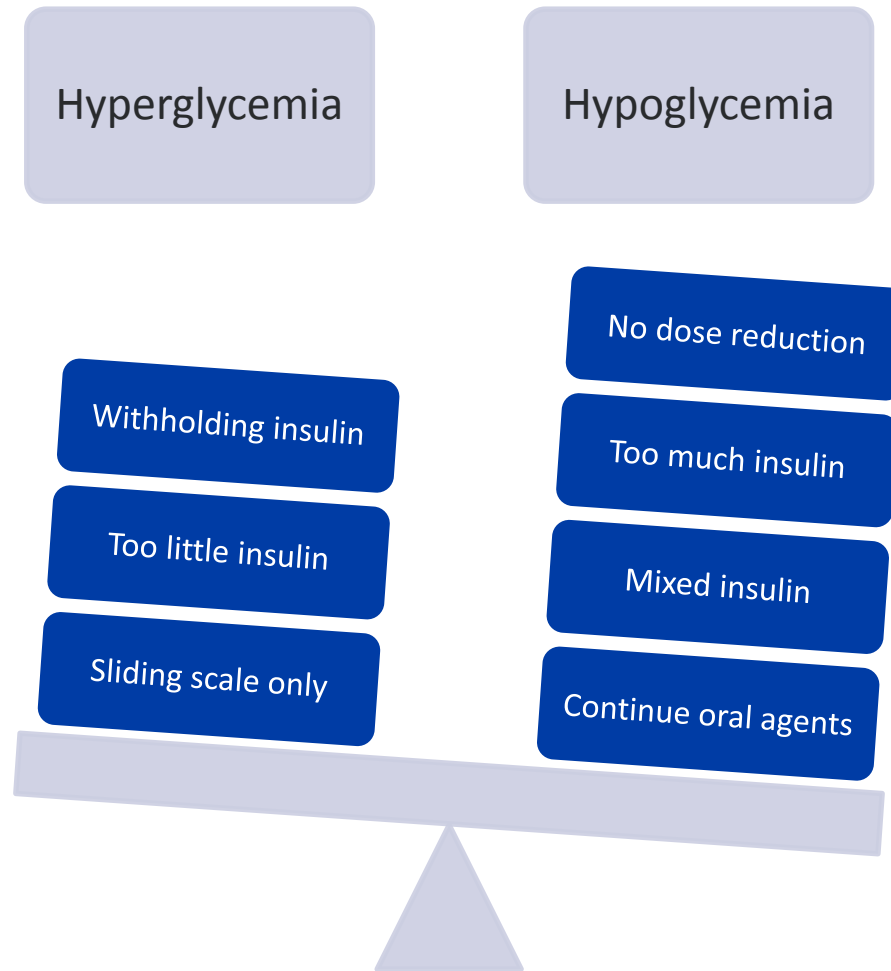 Hyperglycemia
Hypoglycemia
Withholding insulin
Too little insulin
Sliding scale only
No dose reduction
Too much insulin
Mixed insulin
Continue oral agents